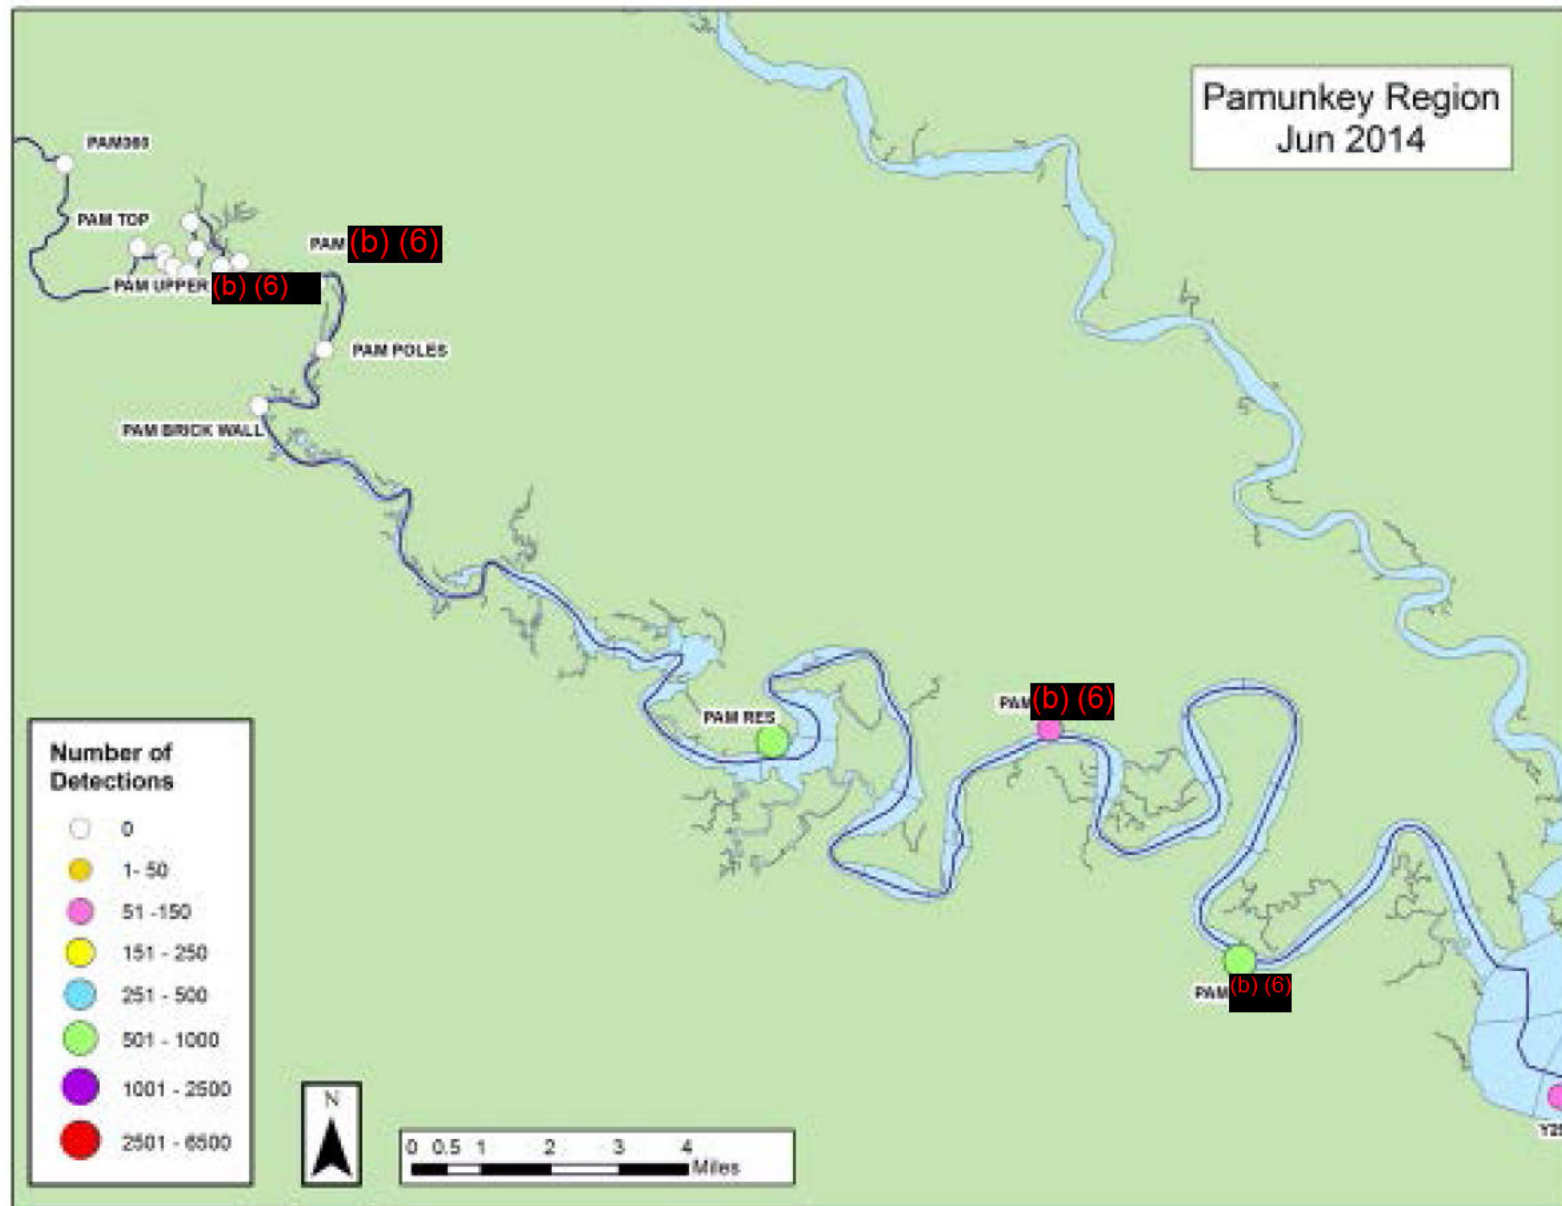 Pamunkey Region
Jun 2014
PAM360
PAM TOP
PAM (b) (6)
PAM UPPER (b) (6)
PAM POLES
PAM BRICK WALL
PAM RES
PAM (b) (6)
PAM (b) (6)
Number of
Detections
0
1- 50
51 -150
151 - 250
251 - 500
501 - 1000
1001 - 2500
2501 - 6500
N
0 0.5 1 2 3 4
Miles